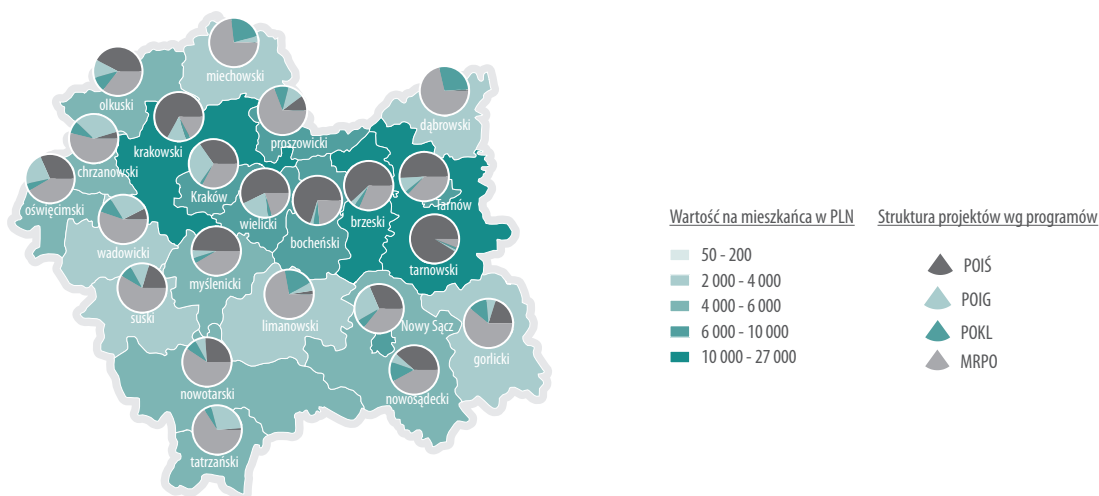 miechowski
olkuski
dąbrowski
proszowicki
krakowski
chrzanowski
Kraków
oświęcimski
Tarnów
wielicki
brzeski
bocheński
wadowicki
tarnowski
myślenicki
suski
limanowski
Nowy Sącz
gorlicki
nowotarski
nowosądecki
tatrzański
Wartość na mieszkańca w PLN
50 - 200
2 000 - 4 000
4 000 - 6 000
6 000 - 10 000
10 000 - 27 000
Struktura projektów wg programów
POIŚ
POIG
POKL
MRPO